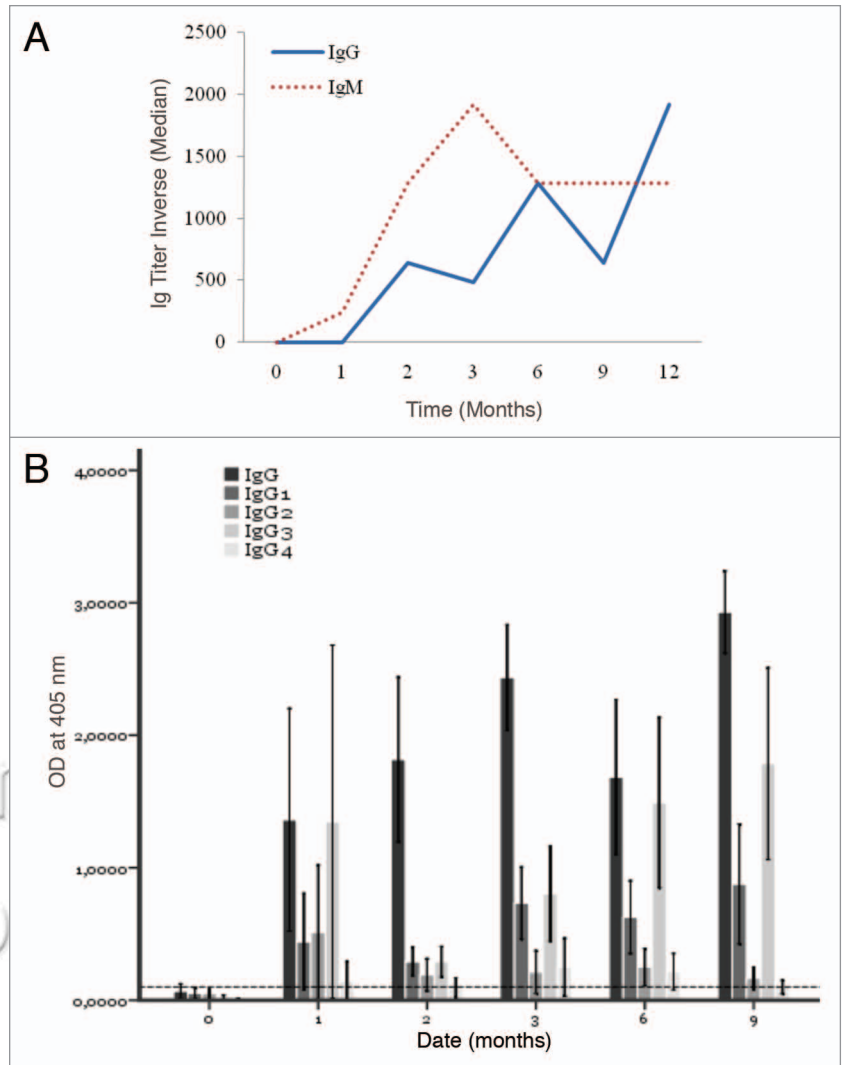 A
Ig Titer Inverse (Median)
2500
2000
1500
1000
500
0
IgG
IgM
0 1 2 3 6 9 12
Time (Months)
B
OD at 405 nm
4,0000
3,0000
2,0000
1,0000
0,0000
IgG
IgG1
IgG2
IgG3
IgG4
0 1 2 3 6 9
Date (months)